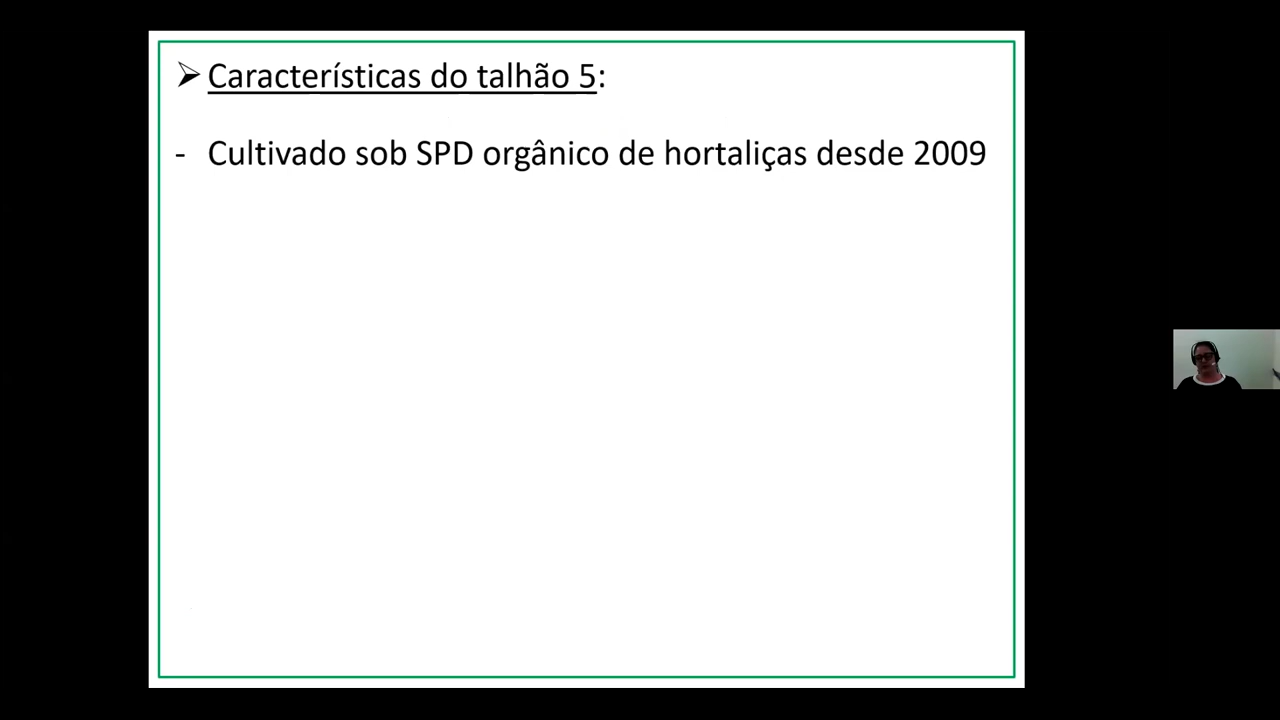 ➢ Características do talhão 5:
- Cultivado sob SPD orgânico de hortaliças desde 2009